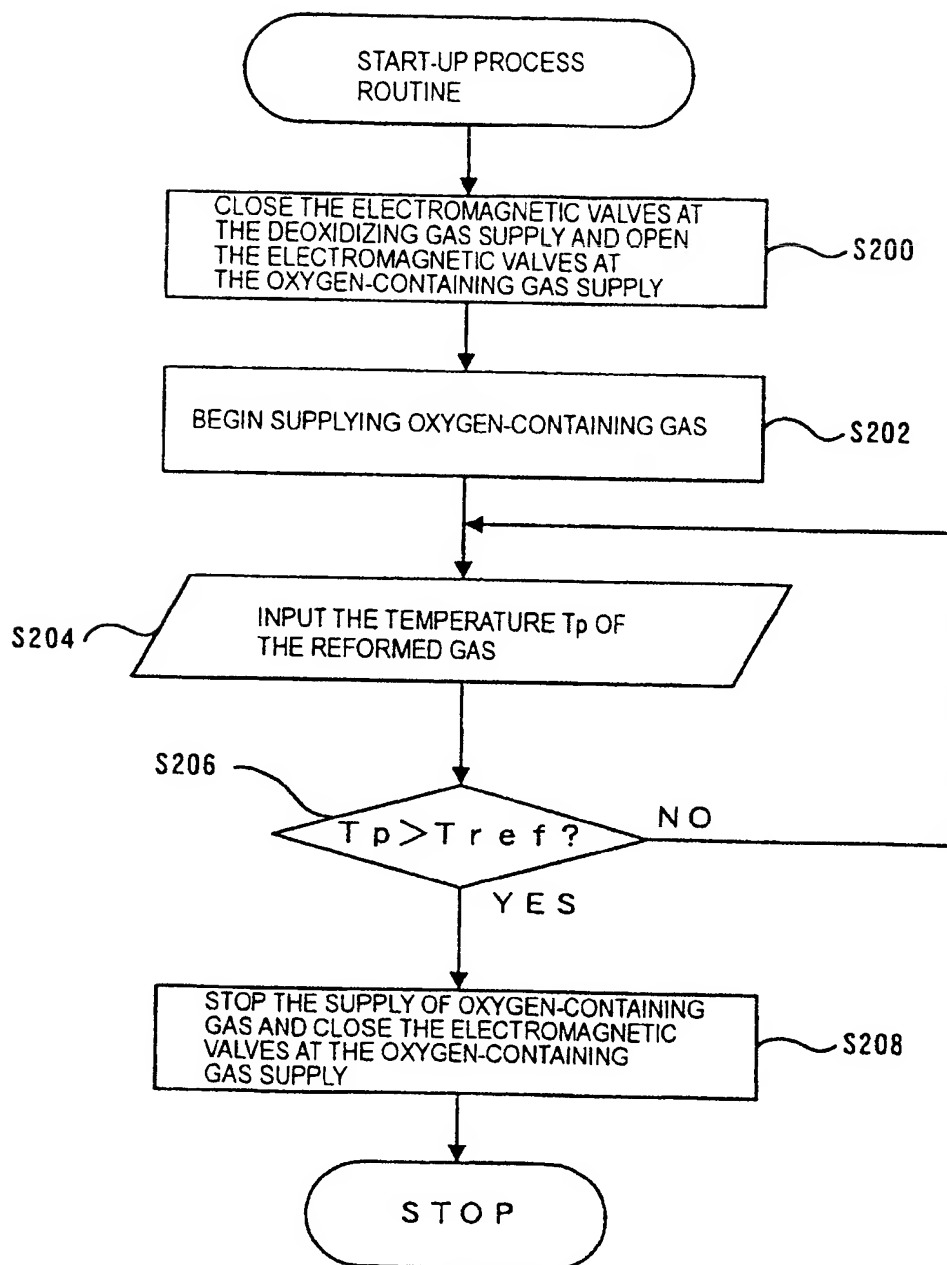 START-UP PROCESS
ROUTINE
CLOSE THE ELECTROMAGNETIC VALVES AT
THE DEOXIDIZING GAS SUPPLY AND OPEN
THE ELECTROMAGNETIC VALVES AT
THE OXYGEN-CONTAINING GAS SUPPLY
S200
BEGIN SUPPLYING OXYGEN-CONTAINING GAS
S202
S204
INPUT THE TEMPERATURE Tp OF
THE REFORMED GAS
S206
Tp>Tref?
NO
YES
STOP THE SUPPLY OF OXYGEN-CONTAINING
GAS AND CLOSE THE ELECTROMAGNETIC
VALVES AT THE OXYGEN-CONTAINING
GAS SUPPLY
S208
STOP